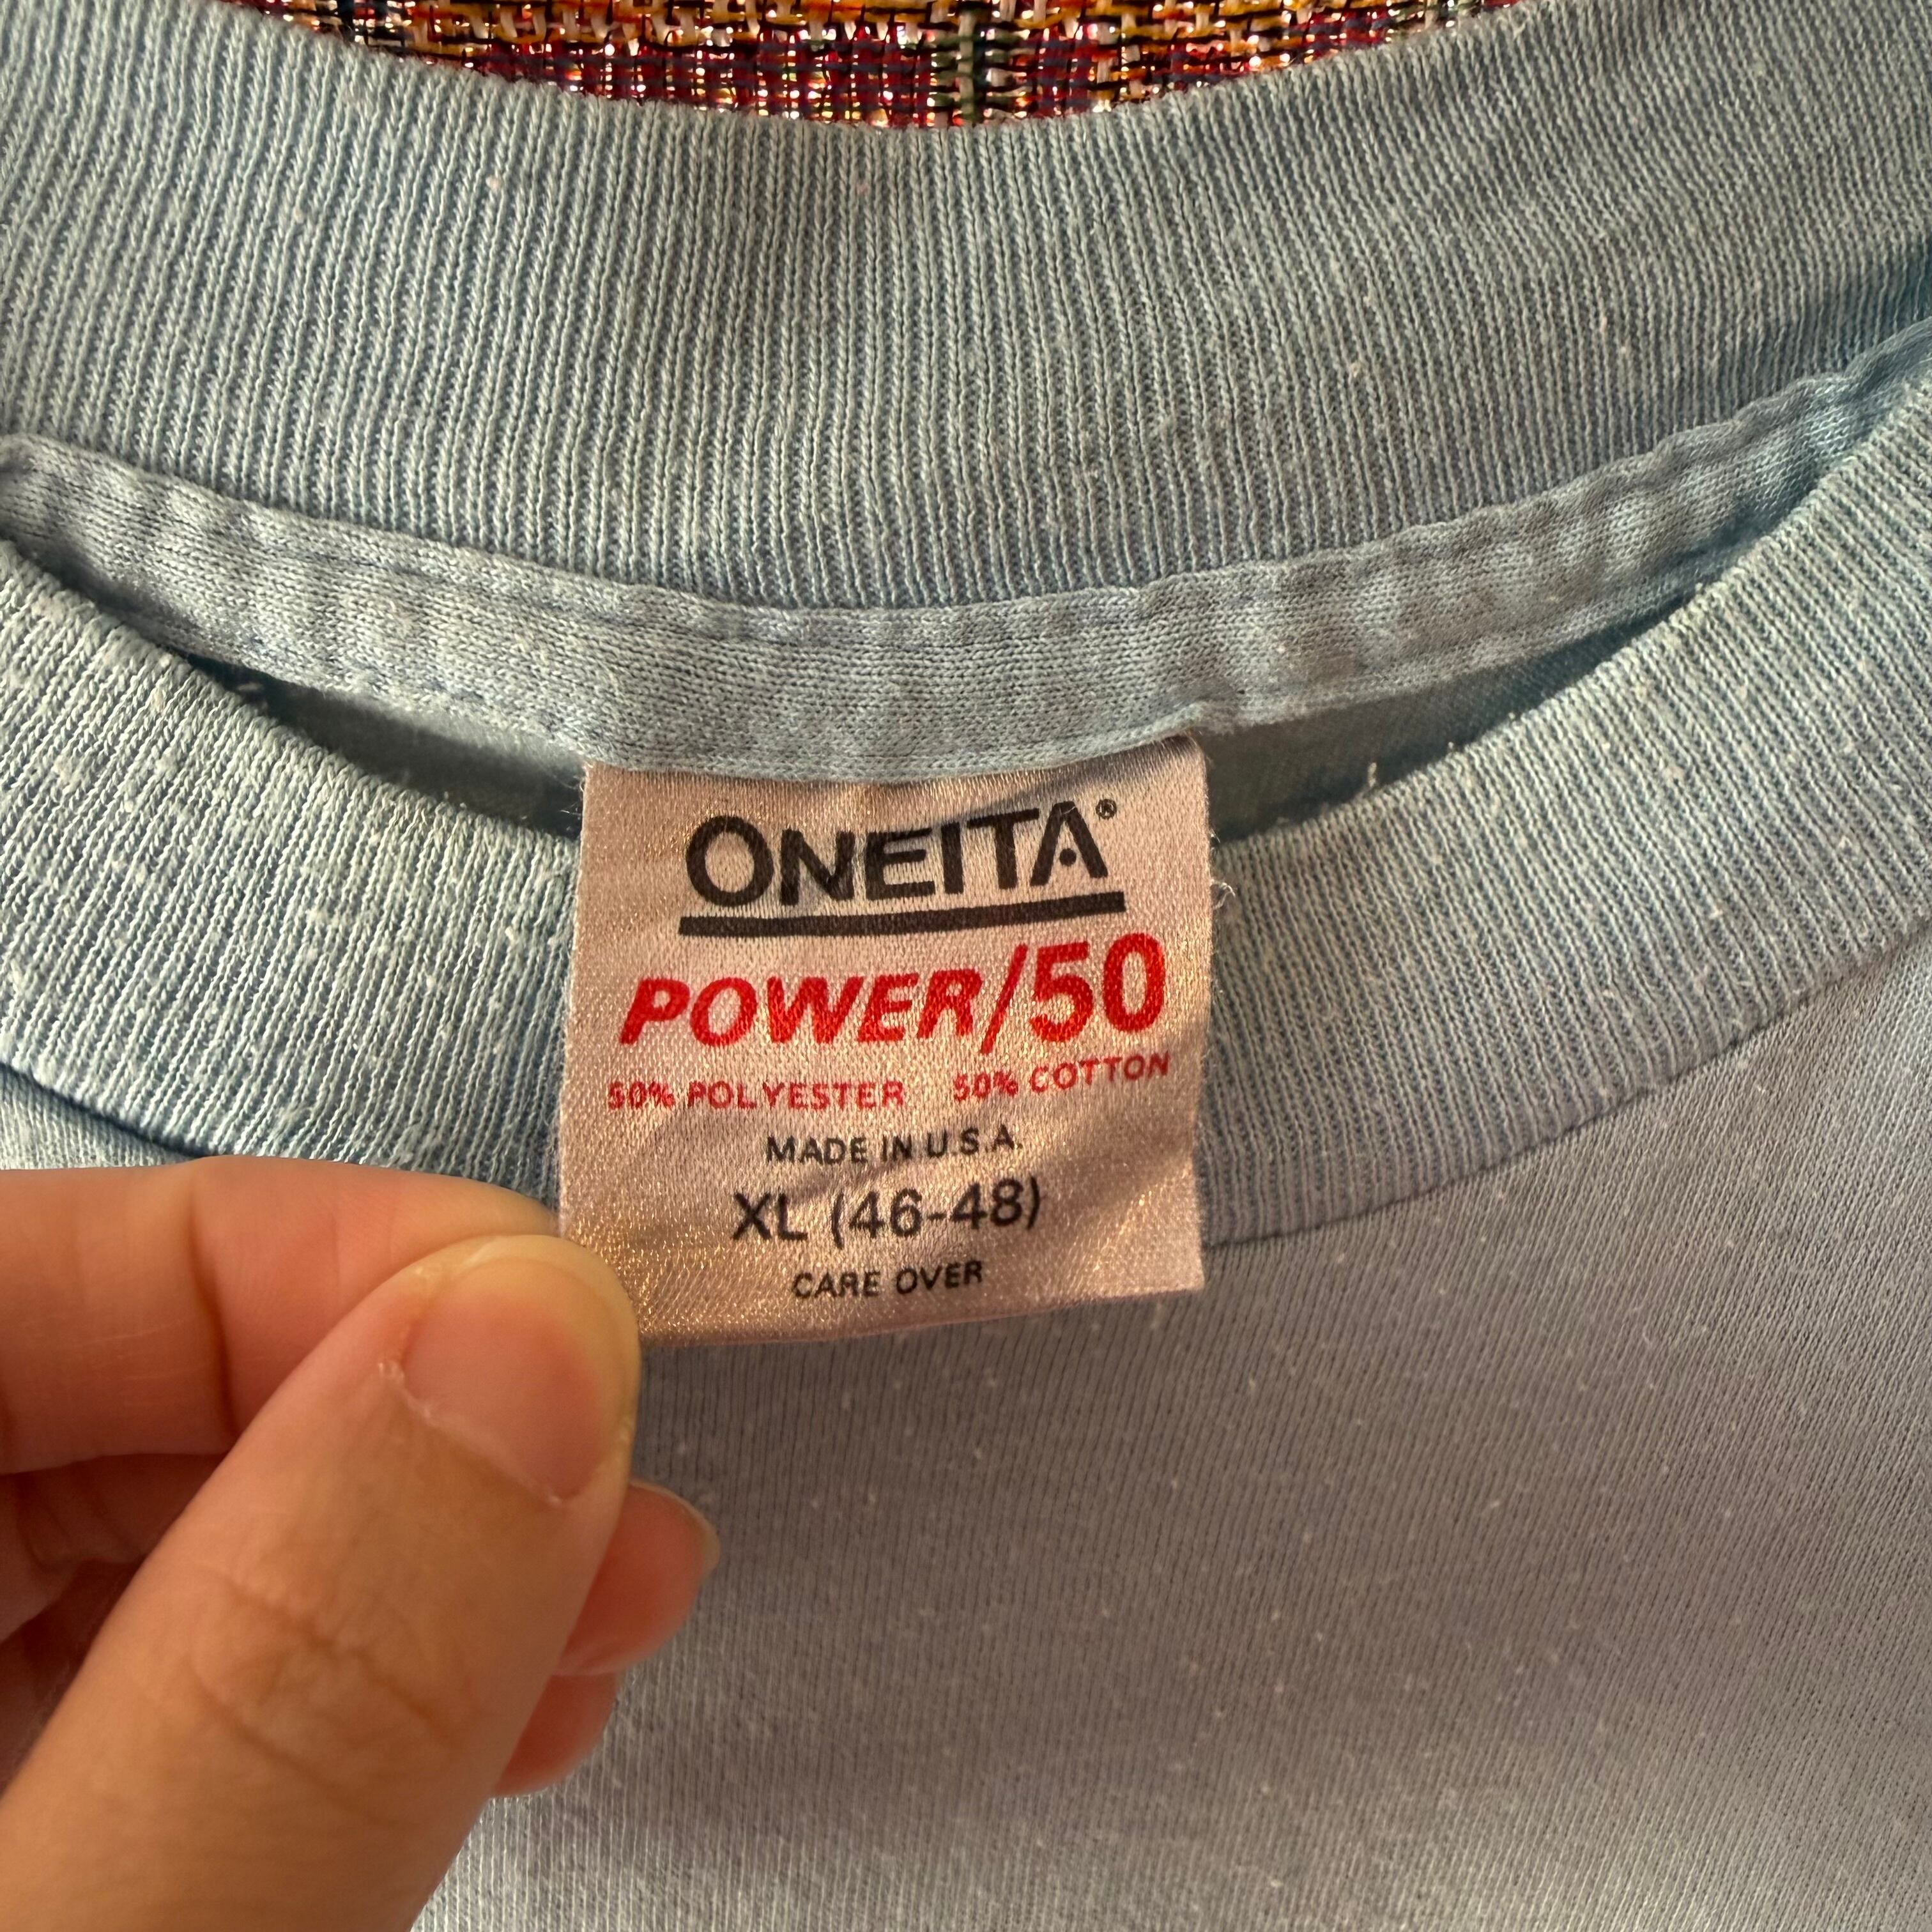 ONEITA®
POWER/50
50% POLYESTER 50% COTTON
MADE IN U.S.A.
XL (46-48)
CARE OVER